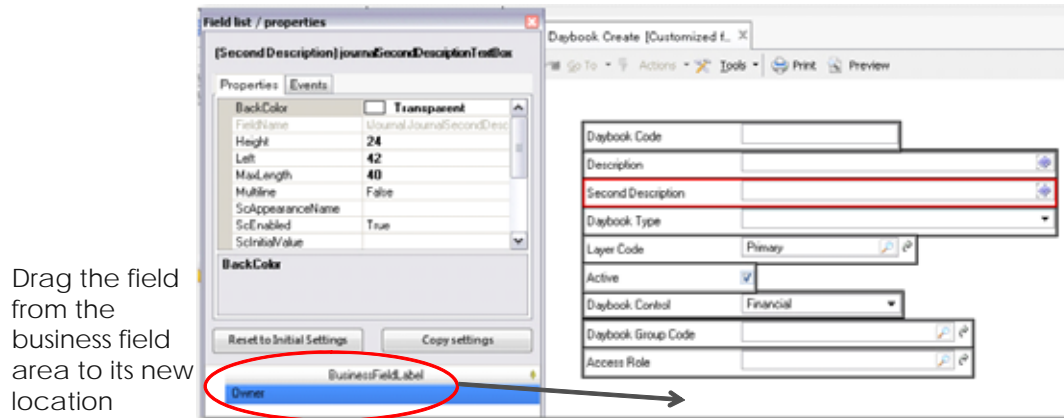 Field list / properties
[Second Description] journalSecondDescriptionTextBox
Properties Events
BackColor Transparent
FieldName tJournal.JournalSecondDesc
Height 24
Left 42
MaxLength 40
Multiline False
ScAppearanceName
ScEnabled True
ScInitialValue
BackColor
Reset to Initial Settings Copy settings
BusinessFieldLabel
Owner
Drag the field
from the
business field
area to its new
location
Daybook Create [Customized f...
Go To Actions Tools Print Preview
Daybook Code
Description
Second Description
Daybook Type
Layer Code Primary
Active
Daybook Control Financial
Daybook Group Code
Access Role